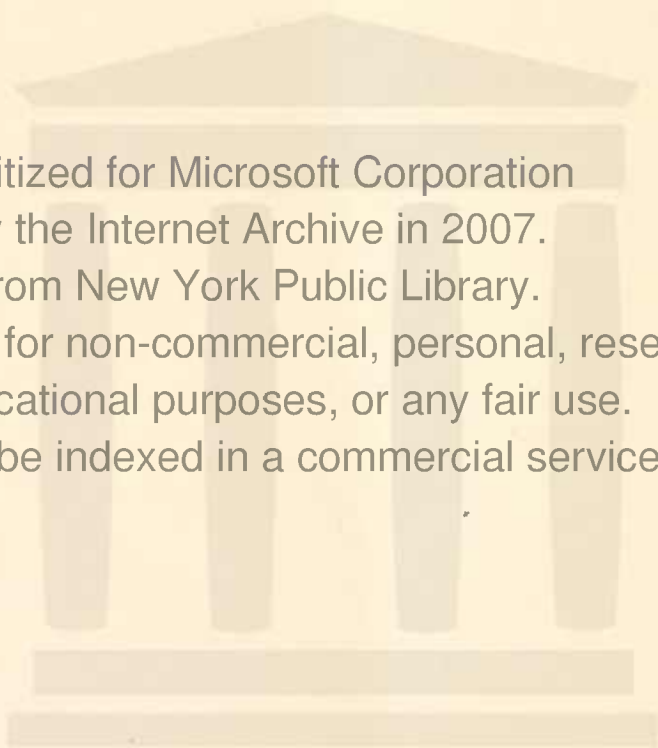 itized for Microsoft Corporation
the Internet Archive in 2007.
rom New York Public Library.
for non-commercial, personal, rese
cational purposes, or any fair use.
be indexed in a commercial service